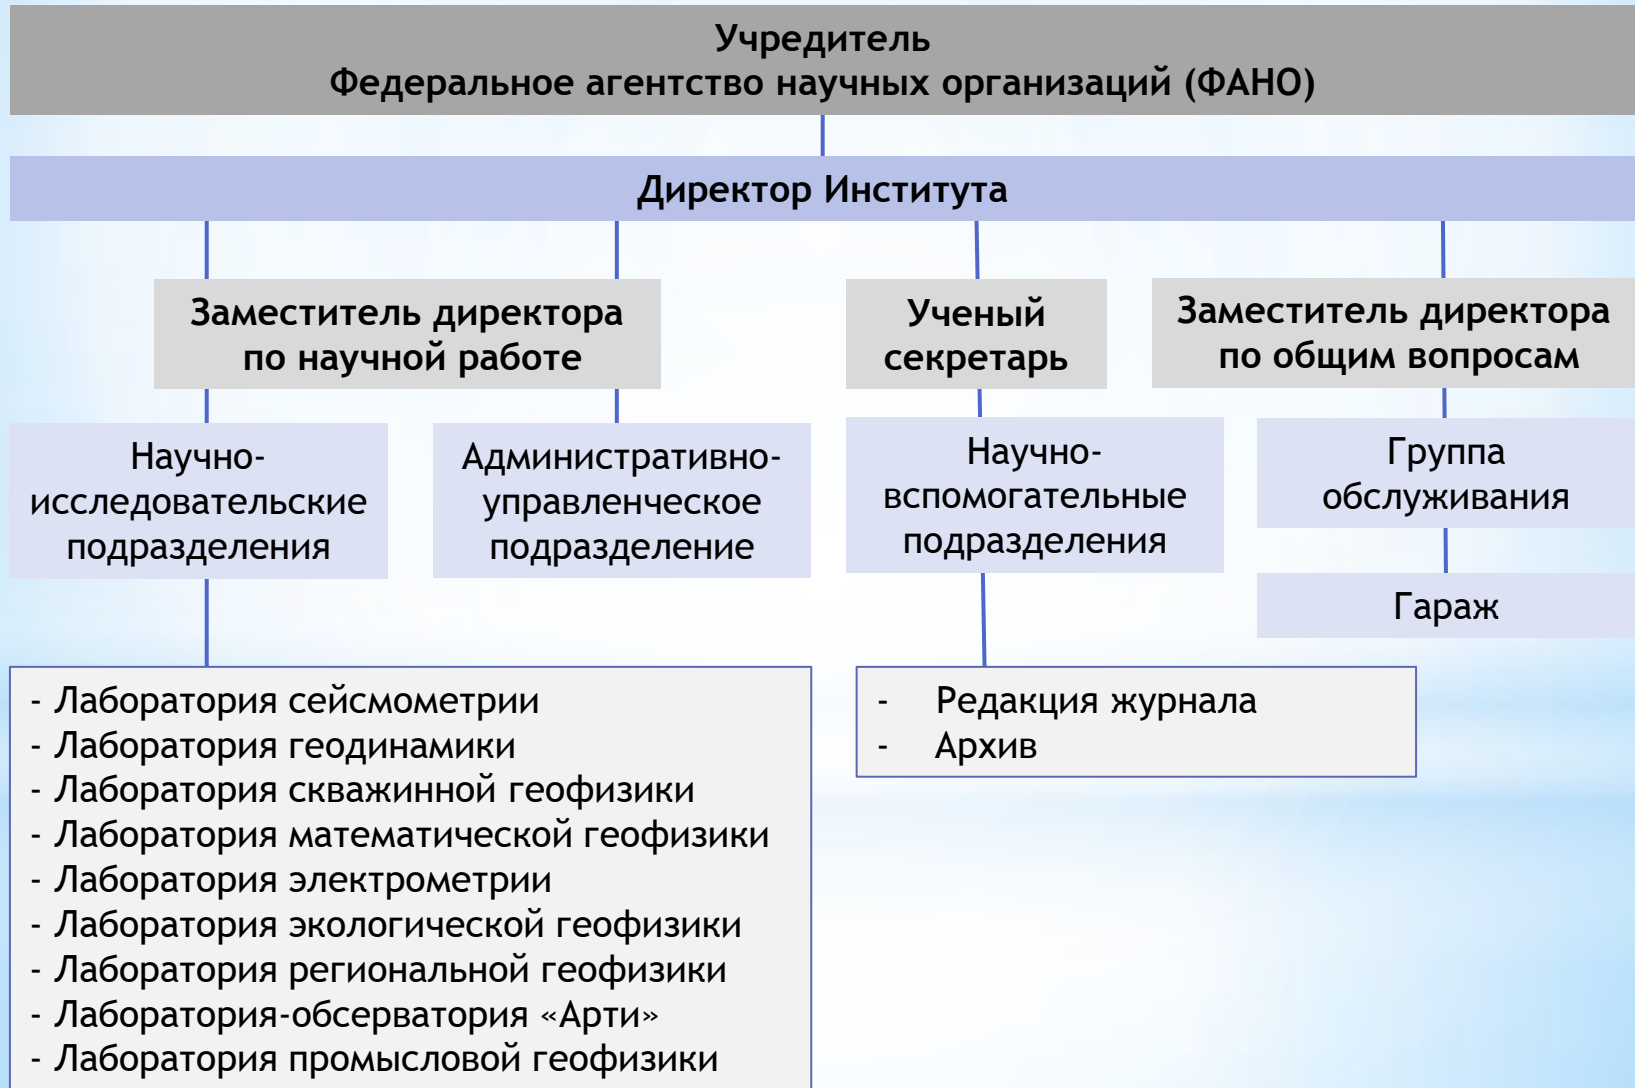 Учредитель
Федеральное агентство научных организаций (ФАНО)
Директор Института
Заместитель директора
по научной работе
Ученый
секретарь
Заместитель директора
по общим вопросам
Научно-
исследовательские
подразделения
Административно-
управленческое
подразделение
Научно-
вспомогательные
подразделения
Группа
обслуживания
Гараж
- Лаборатория сейсмометрии
- Лаборатория геодинамики
- Лаборатория скважинной геофизики
- Лаборатория математической геофизики
- Лаборатория электрометрии
- Лаборатория экологической геофизики
- Лаборатория региональной геофизики
- Лаборатория-обсерватория «Арти»
- Лаборатория промысловой геофизики
- Редакция журнала
- Архив